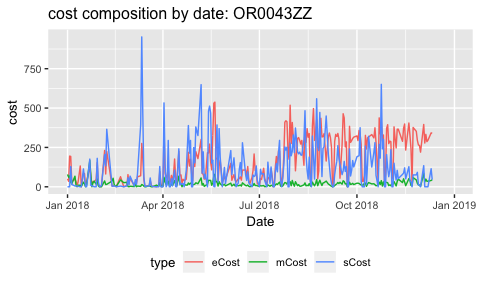 cost composition by date: OR0043ZZ
cost
750
500
250
0
Jan 2018 Apr 2018 Jul 2018 Oct 2018 Jan 2019
Date
type eCost mCost sCost